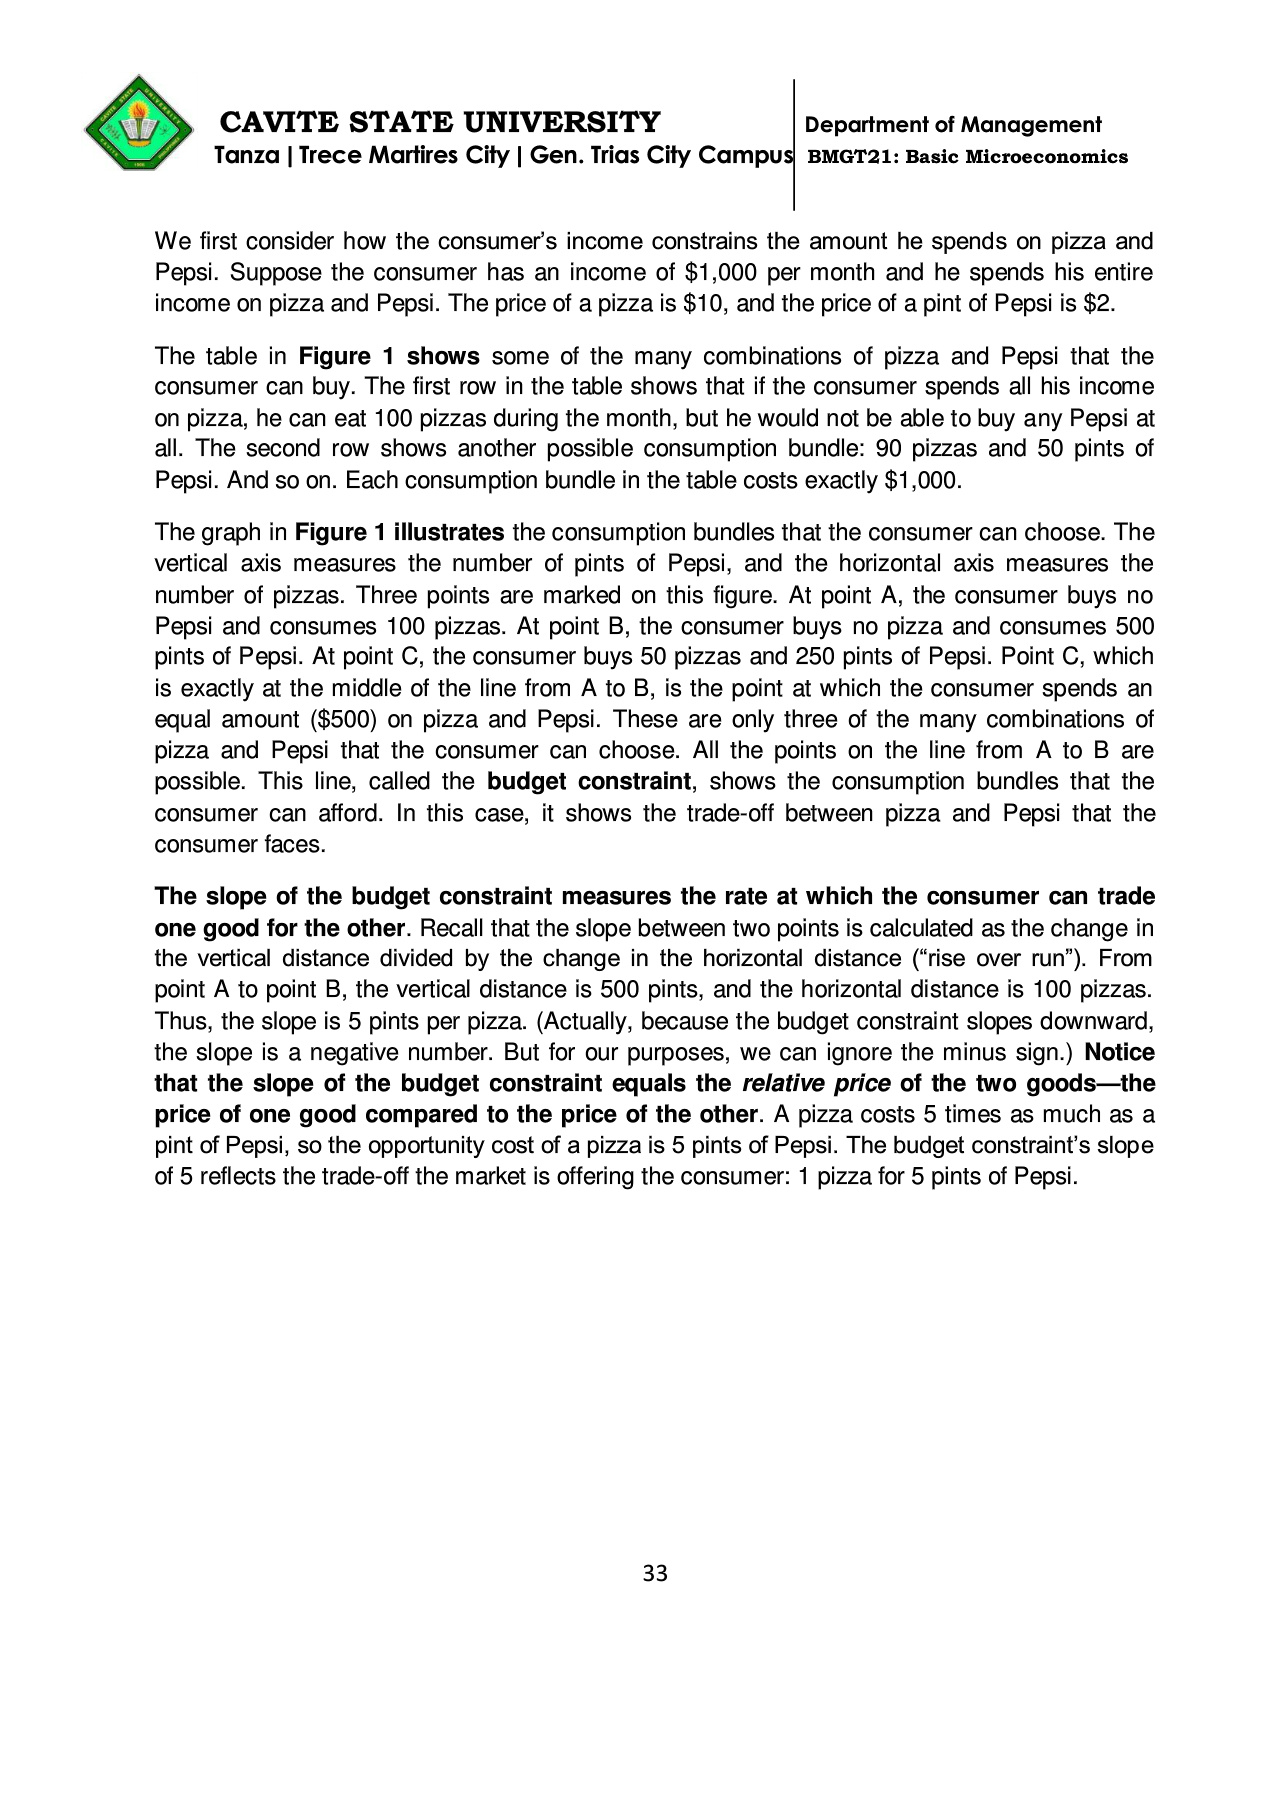 CAVITE STATE UNIVERSITY
Tanza | Trece Martires City | Gen. Trias City Campus
Department of Management
BMGT21: Basic Microeconomics
We first consider how the consumer’s income constrains the amount he spends on pizza and
Pepsi. Suppose the consumer has an income of $1,000 per month and he spends his entire
income on pizza and Pepsi. The price of a pizza is $10, and the price of a pint of Pepsi is $2.
The table in Figure 1 shows some of the many combinations of pizza and Pepsi that the
consumer can buy. The first row in the table shows that if the consumer spends all his income
on pizza, he can eat 100 pizzas during the month, but he would not be able to buy any Pepsi at
all. The second row shows another possible consumption bundle: 90 pizzas and 50 pints of
Pepsi. And so on. Each consumption bundle in the table costs exactly $1,000.
The graph in Figure 1 illustrates the consumption bundles that the consumer can choose. The
vertical axis measures the number of pints of Pepsi, and the horizontal axis measures the
number of pizzas. Three points are marked on this figure. At point A, the consumer buys no
Pepsi and consumes 100 pizzas. At point B, the consumer buys no pizza and consumes 500
pints of Pepsi. At point C, the consumer buys 50 pizzas and 250 pints of Pepsi. Point C, which
is exactly at the middle of the line from A to B, is the point at which the consumer spends an
equal amount ($500) on pizza and Pepsi. These are only three of the many combinations of
pizza and Pepsi that the consumer can choose. All the points on the line from A to B are
possible. This line, called the budget constraint, shows the consumption bundles that the
consumer can afford. In this case, it shows the trade-off between pizza and Pepsi that the
consumer faces.
The slope of the budget constraint measures the rate at which the consumer can trade
one good for the other. Recall that the slope between two points is calculated as the change in
the vertical distance divided by the change in the horizontal distance (“rise over run”). From
point A to point B, the vertical distance is 500 pints, and the horizontal distance is 100 pizzas.
Thus, the slope is 5 pints per pizza. (Actually, because the budget constraint slopes downward,
the slope is a negative number. But for our purposes, we can ignore the minus sign.) Notice
that the slope of the budget constraint equals the relative price of the two goods—the
price of one good compared to the price of the other. A pizza costs 5 times as much as a
pint of Pepsi, so the opportunity cost of a pizza is 5 pints of Pepsi. The budget constraint’s slope
of 5 reflects the trade-off the market is offering the consumer: 1 pizza for 5 pints of Pepsi.
33